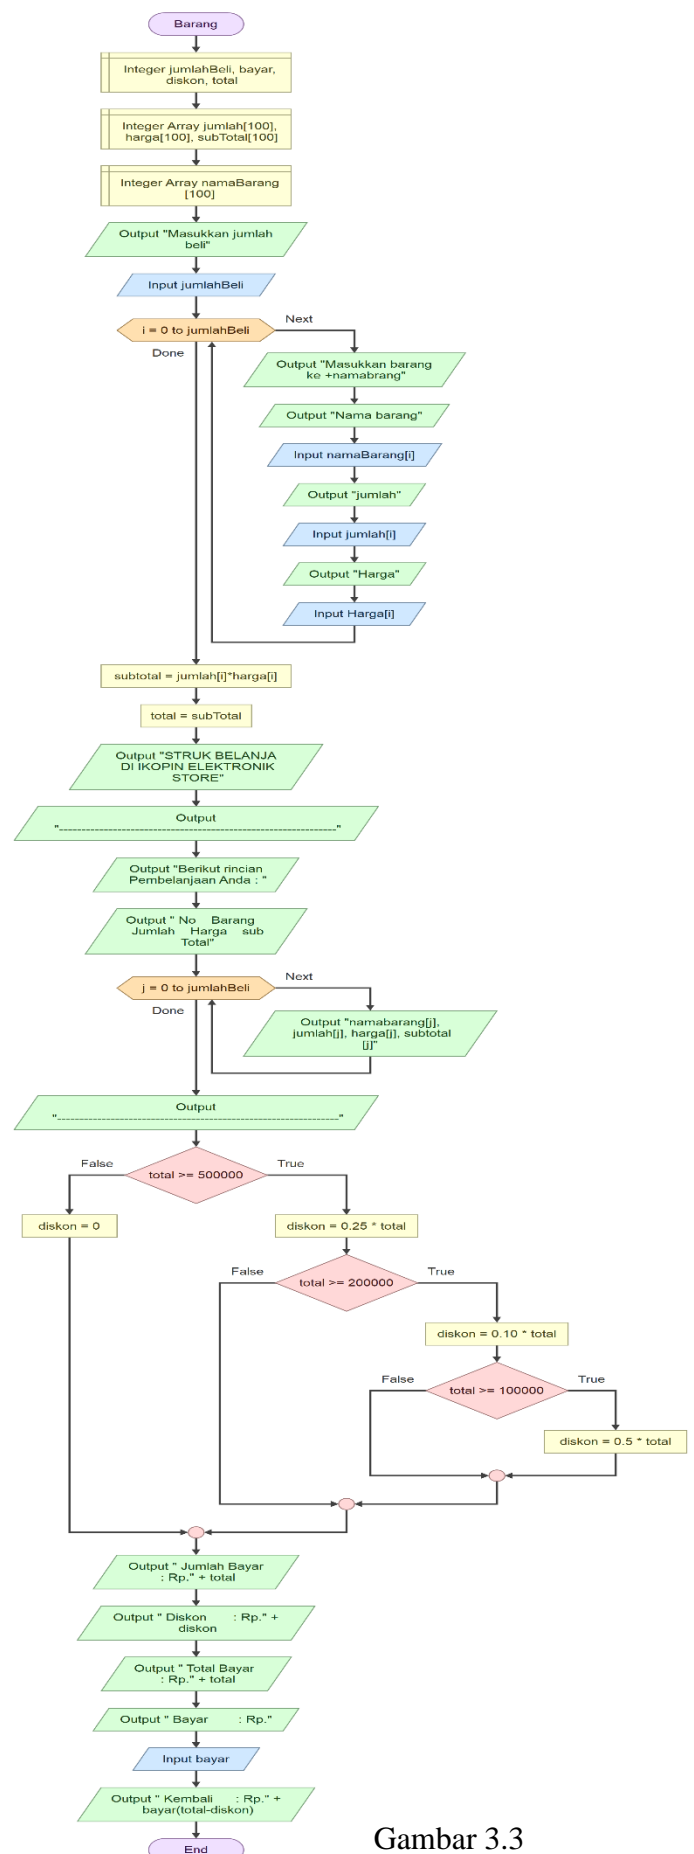 Barang
Integer jumlahBeli, bayar,
diskon, total
Integer Array jumlah[100],
harga[100], subTotal[100]
Integer Array namaBarang
[100]
Output "Masukkan jumlah
beli"
Input jumlahBeli
i = 0 to jumlahBeli
Next
Done
Output "Masukkan barang
ke +namabrang"
Output "Nama barang"
Input namaBarang[i]
Output "jumlah"
Input jumlah[i]
Output "Harga"
Input Harga[i]
subtotal = jumlah[i]*harga[i]
total = subTotal
Output "STRUK BELANJA
DI IKOPIN ELEKTRONIK
STORE"
Output
"--------------------------------------------------------------"
Output "Berikut rincian
Pembelanjaan Anda : "
Output " No Barang
Jumlah Harga sub
Total"
j = 0 to jumlahBeli
Next
Done
Output "namabarang[j],
jumlah[j], harga[j], subtotal
[j]"
Output
"---------------------------------------------------------------"
total >= 500000
False
True
diskon = 0
diskon = 0.25 * total
total >= 200000
False
True
diskon = 0.10 * total
total >= 100000
False
True
diskon = 0.5 * total
Output " Jumlah Bayar
: Rp." + total
Output " Diskon : Rp." +
diskon
Output " Total Bayar
: Rp." + total
Output " Bayar : Rp."
Input bayar
Output " Kembali : Rp." +
bayar(total-diskon)
End
Gambar 3.3